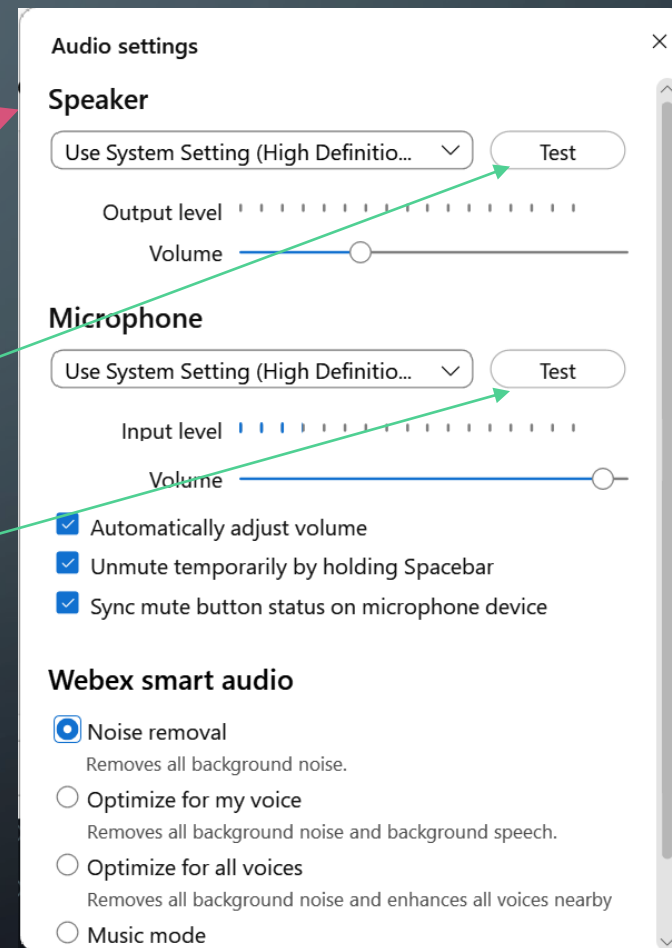 Audio settings
Speaker
Use System Setting (High Definitio... Test
Output level
Volume
Microphone
Use System Setting (High Definitio... Test
Input level
Volume
Automatically adjust volume
Unmute temporarily by holding Spacebar
Sync mute button status on microphone device
Webex smart audio
Noise removal
Removes all background noise.
Optimize for my voice
Removes all background noise and background speech.
Optimize for all voices
Removes all background noise and enhances all voices nearby
Music mode